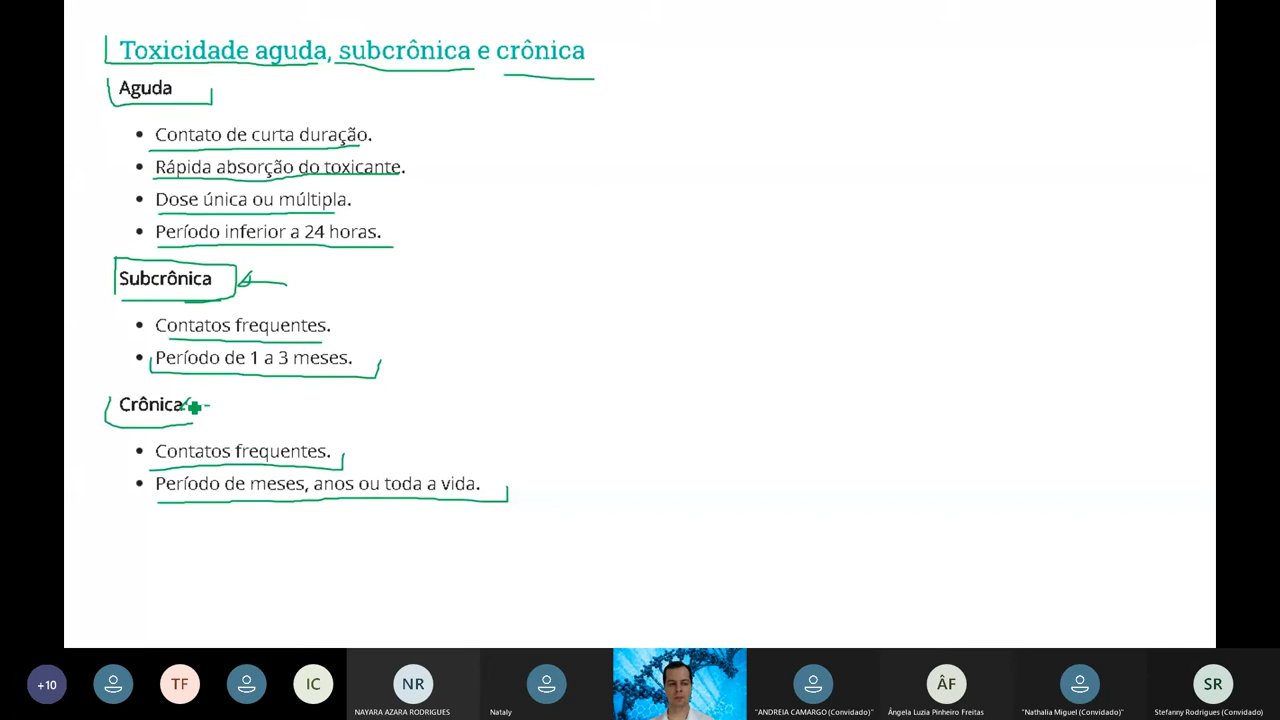 Toxicidade aguda, subcrônica e crônica
Aguda
• Contato de curta duração.
• Rápida absorção do toxicante.
• Dose única ou múltipla.
• Período inferior a 24 horas.
Subcrônica
• Contatos frequentes.
• Período de 1 a 3 meses.
Crônica
• Contatos frequentes.
• Período de meses, anos ou toda a vida.
+10 TF IC NR ÂF SR
NAYARA AZARA RODRIGUES Nataly "ANDREIA CAMARGO (Convidado)" Ângela Luzia Pinheiro Freitas "Nathalia Miguel (Convidado)" Stefanny Rodrigues (Convidado)